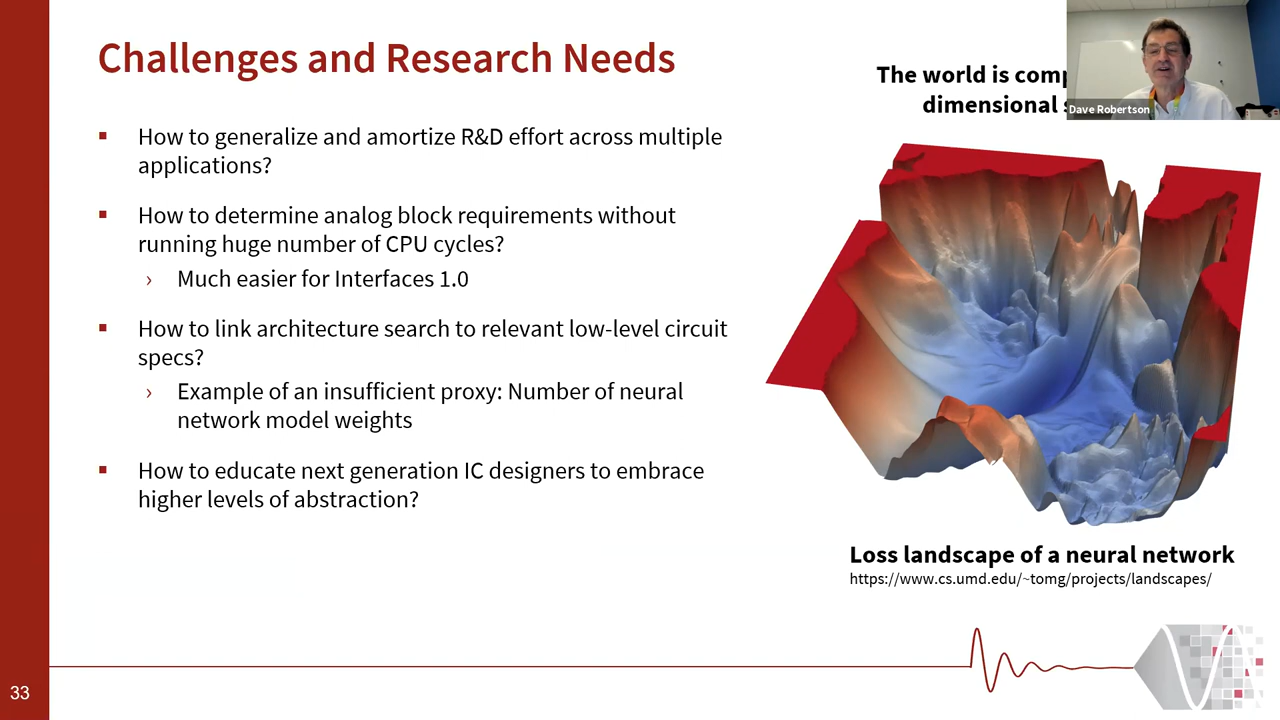 Challenges and Research Needs
The world is comp
dimensional
Dave Robertson
▪ How to generalize and amortize R&D effort across multiple
applications?
▪ How to determine analog block requirements without
running huge number of CPU cycles?
› Much easier for Interfaces 1.0
▪ How to link architecture search to relevant low-level circuit
specs?
› Example of an insufficient proxy: Number of neural
network model weights
▪ How to educate next generation IC designers to embrace
higher levels of abstraction?
Loss landscape of a neural network
https://www.cs.umd.edu/~tomg/projects/landscapes/
33